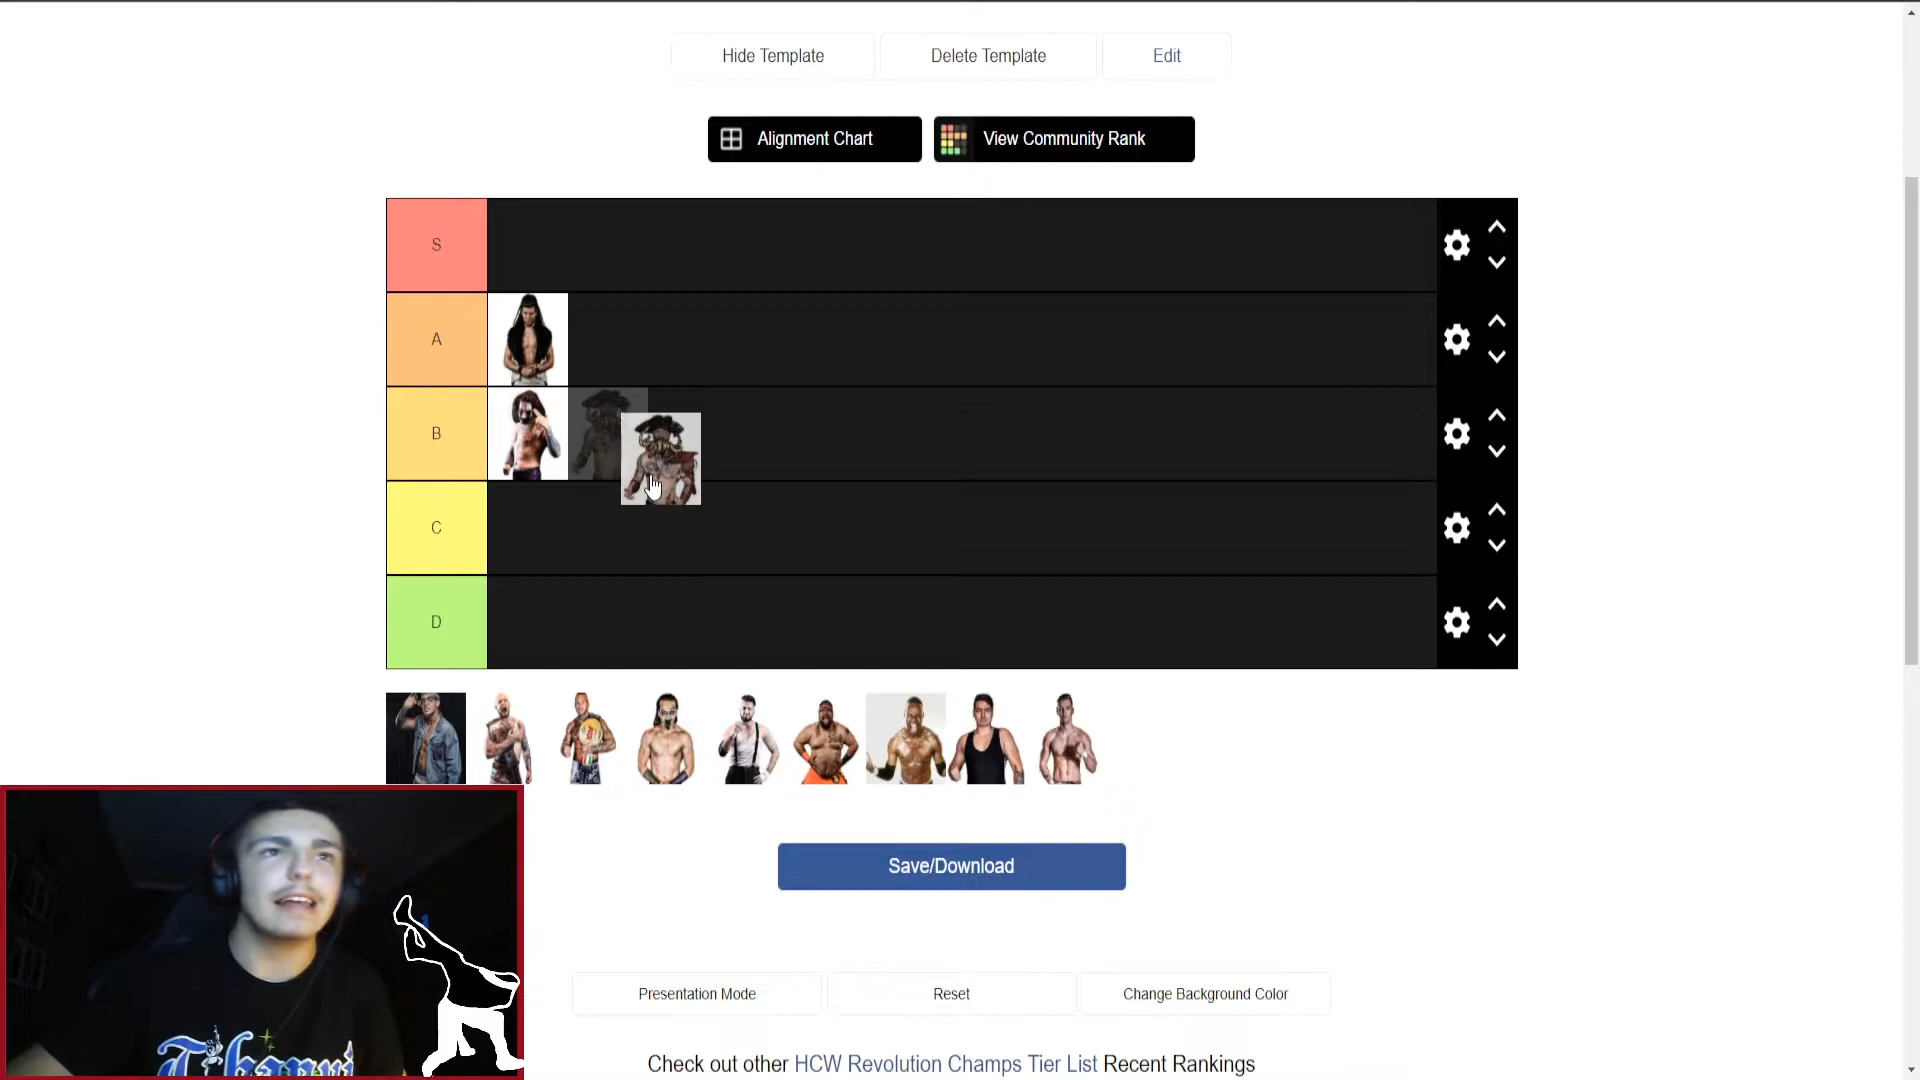 Hide Template
Delete Template
Edit
Alignment Chart
View Community Rank
S
A
B
C
D
Save/Download
Presentation Mode
Reset
Change Background Color
Check out other HCW Revolution Champs Tier List Recent Rankings